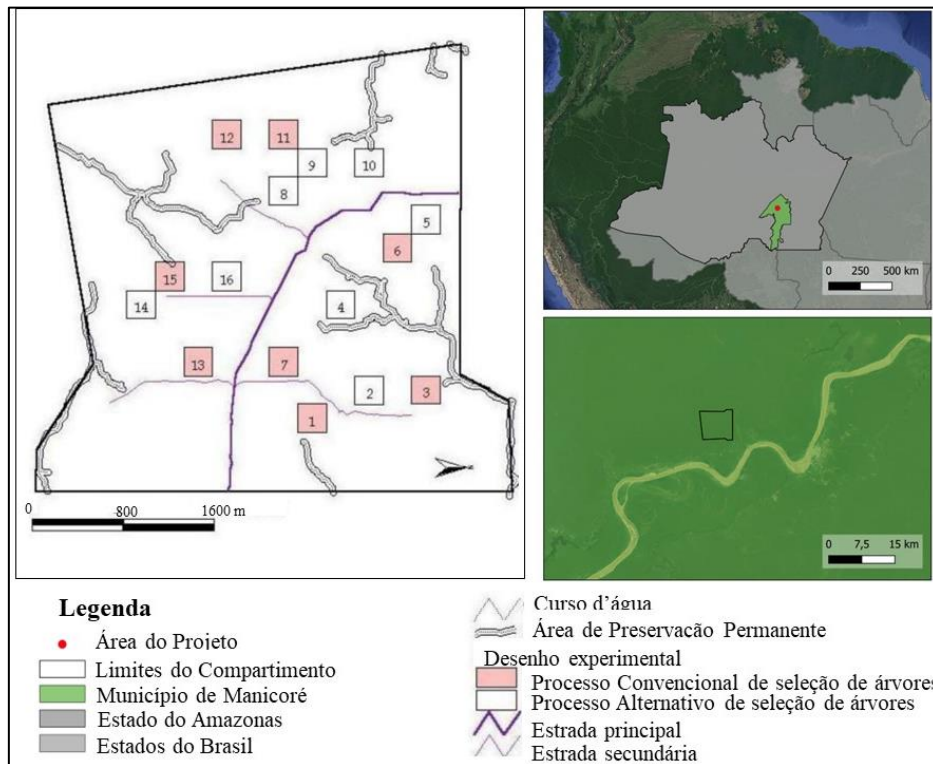 12
11
9
10
8
5
6
15
16
14
4
13
7
2
3
1
0 800 1600 m
0 250 500 km
0 7,5 15 km
Legenda
Área do Projeto
Limites do Compartimento
Município de Manicoré
Estado do Amazonas
Estados do Brasil
Curso d'água
Área de Preservação Permanente
Desenho experimental
Processo Convencional de seleção de árvores
Processo Alternativo de seleção de árvores
Estrada principal
Estrada secundária